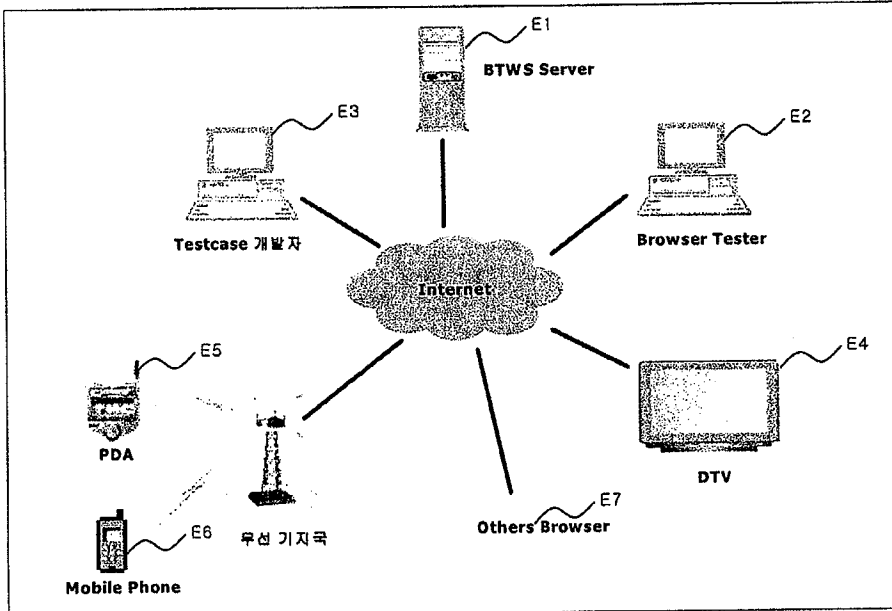 E1
BTWS Server
E3
E2
Testcase 개발자
Browser Tester
Internet
E5
E4
PDA
DTV
E7
Others Browser
E6
우선 기지국
Mobile Phone